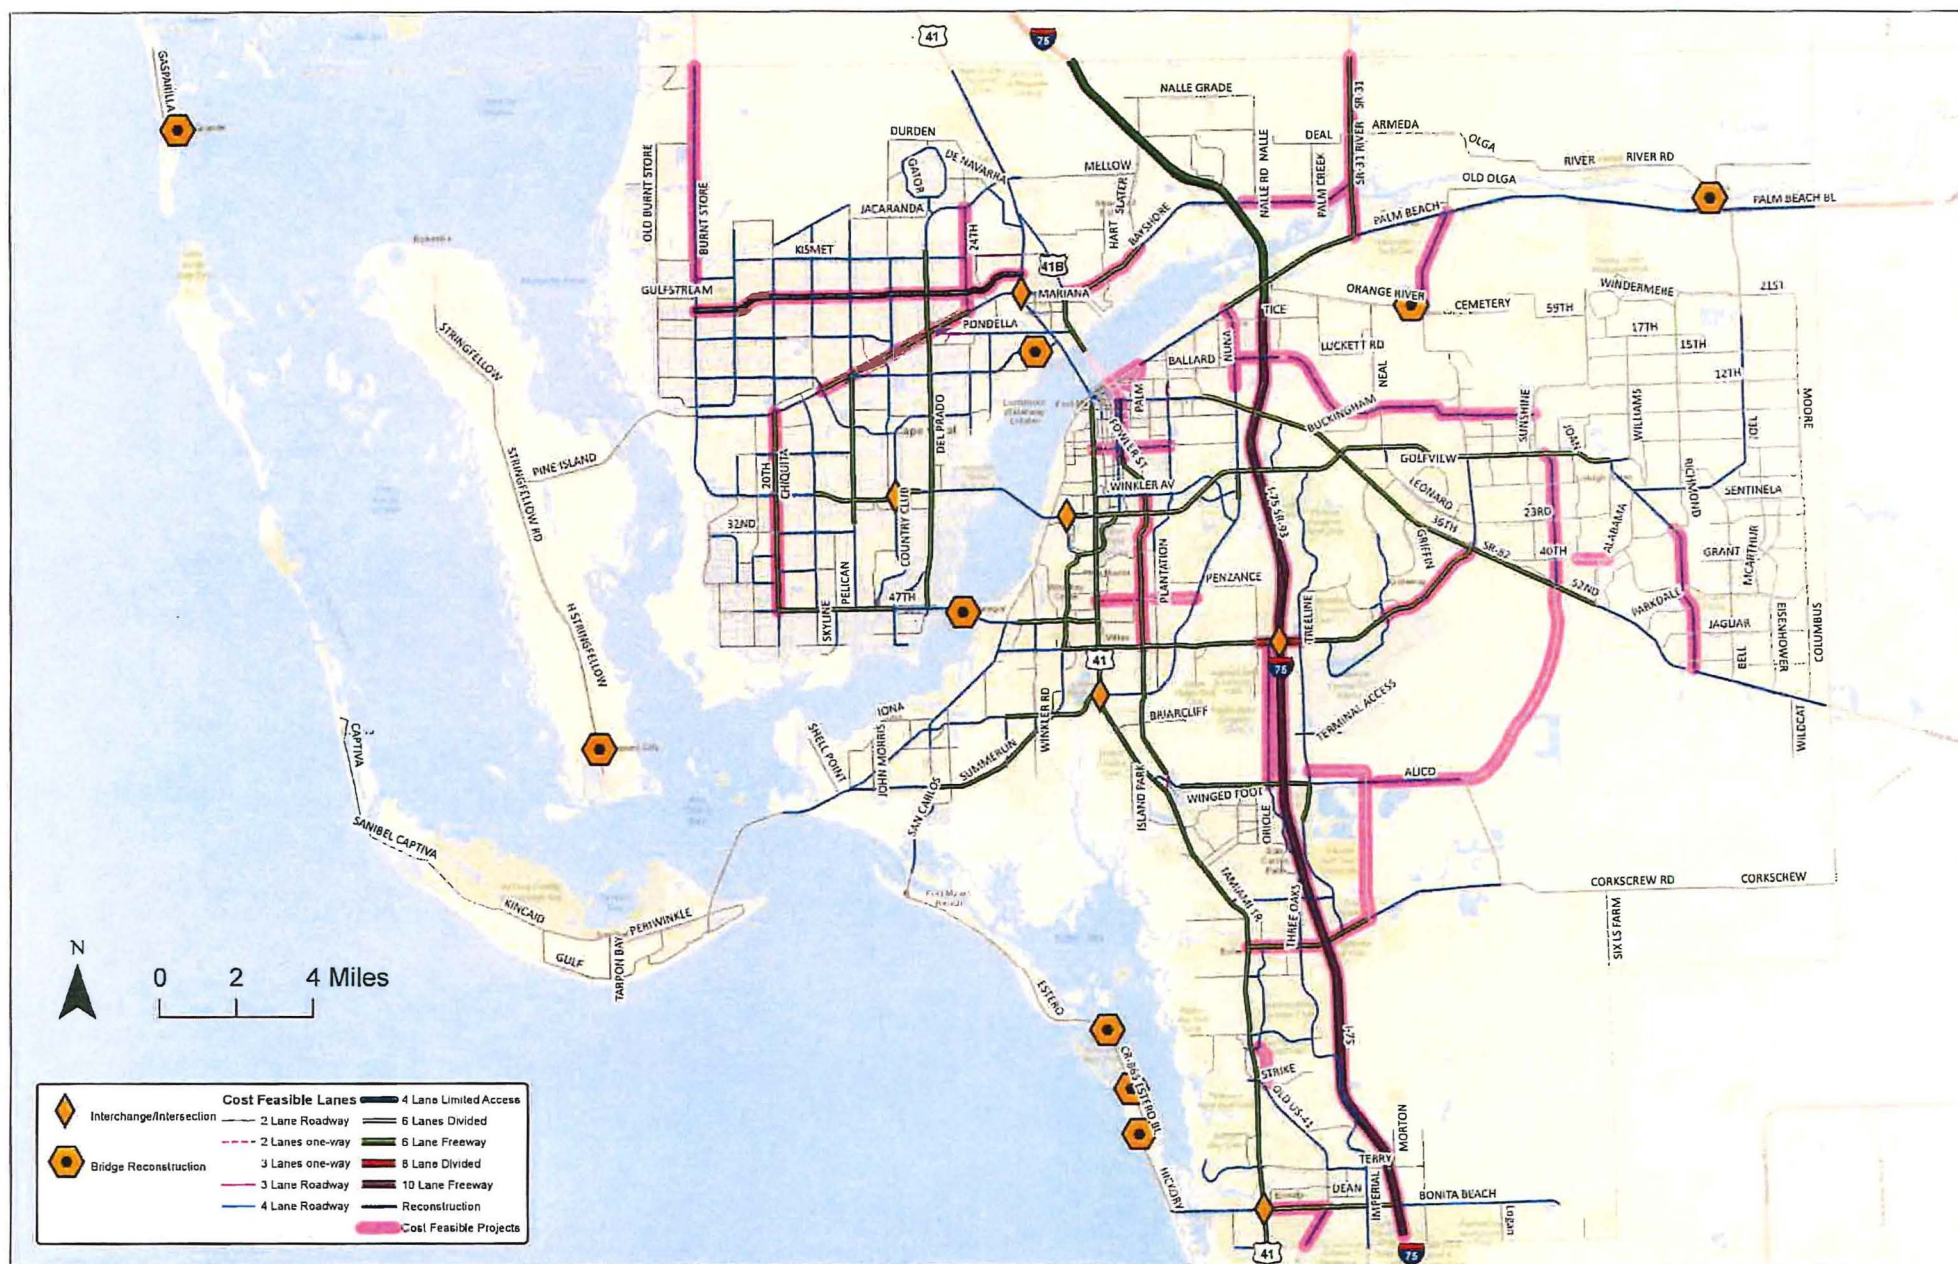 41
75
GASPARILLA
NALLE GRADE
SR-31
DURDEN
DEAL
ARMEDA
OLGA
NALLE RD NALLE
PALM CREEK
SR-31 RIVER
RIVER
RIVER RD
OLD BURNT STORE
BURNT STORE
GATOR
DE NAVARRA
MELLOW
SLATER
HART
OLD OLGA
PALM BEACH
PALM BEACH BL
JACARANDA
24TH
BAYSHORE
KISMET
41B
GULFSTREAM
MARIANA
TICE
ORANGE RIVER
CEMETERY
59TH
WINDERMERE
21ST
STRINGFELLOW
PONDELLA
NUNA
BALLARD
LUCKETT RD
NEAL
17TH
15TH
12TH
MOORE
DEL PRADO
PALM
BUCKINGHAM
SUNSHINE
WILLIAMS
JOEL
FOWLER ST
JOAN
GOLFVIEW
STRINGFELLOW RD
PINE ISLAND
20TH
CHIQUITA
COUNTRY CLUB
WINKLER AV
I-75 SR-93
LEONARD
RICHMOND
SENTINELA
32ND
36TH
23RD
ALABAMA
GRIFFIN
SR-82
40TH
GRANT
MCARTHUR
PELICAN
SKYLINE
47TH
PLANTATION
PENZANCE
TREELINE
52ND
PARKDALE
JAGUAR
BELL
EISENHOWER
COLUMBUS
H STRINGFELLOW
41
75
TERMINAL ACCESS
WILDCAT
CAPTIVA
SHELL POINT
IONA
JOHN MORRIS
WINKLER RD
BRIARCLIFF
SUMMERLIN
SAN CARLOS
ISLAND PARK
WINGED FOOT
ORIOLE
ALICO
SANIBEL CAPTIVA
KINCAID
PERIWINKLE
GULF
TARPON BAY
TAMIAMI TR
THREE OAKS
CORKSCREW RD
CORKSCREW
SIX LS FARM
N
0 2 4 Miles
ESTERO
I-75
CR-865 ESTERO BL
STRIKE
OLD US-41
HICKORY
MORTON
TERRY
DEAN
IMPERIAL
BONITA BEACH
Logan
41
75
Interchange/Intersection
Bridge Reconstruction
Cost Feasible Lanes
2 Lane Roadway
2 Lanes one-way
3 Lanes one-way
3 Lane Roadway
4 Lane Roadway
4 Lane Limited Access
6 Lanes Divided
6 Lane Freeway
8 Lane Divided
10 Lane Freeway
Reconstruction
Cost Feasible Projects